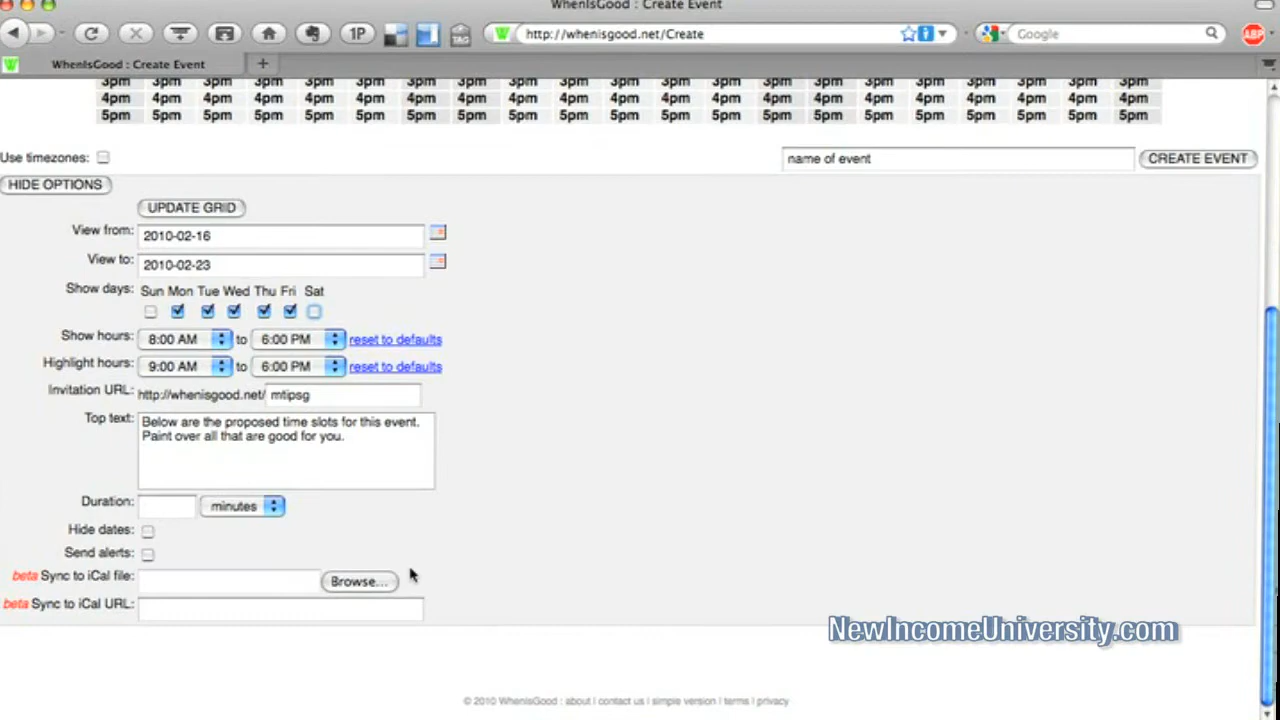 WhenIsGood : Create Event
1P TAG W http://whenisgood.net/Create Google ABP
W WhenIsGood : Create Event +
3pm 3pm 3pm 3pm 3pm 3pm 3pm 3pm 3pm 3pm 3pm 3pm 3pm 3pm 3pm 3pm 3pm 3pm 3pm 3pm 3pm
4pm 4pm 4pm 4pm 4pm 4pm 4pm 4pm 4pm 4pm 4pm 4pm 4pm 4pm 4pm 4pm 4pm 4pm 4pm 4pm 4pm
5pm 5pm 5pm 5pm 5pm 5pm 5pm 5pm 5pm 5pm 5pm 5pm 5pm 5pm 5pm 5pm 5pm 5pm 5pm 5pm 5pm
Use timezones: name of event CREATE EVENT
HIDE OPTIONS
UPDATE GRID
View from: 2010-02-16
View to: 2010-02-23
Show days: Sun Mon Tue Wed Thu Fri Sat
Show hours: 8:00 AM to 6:00 PM reset to defaults
Highlight hours: 9:00 AM to 6:00 PM reset to defaults
Invitation URL: http://whenisgood.net/ mtipsg
Top text: Below are the proposed time slots for this event.
Paint over all that are good for you.
Duration: minutes
Hide dates:
Send alerts:
beta Sync to iCal file: Browse...
beta Sync to iCal URL:
NewIncomeUniversity.com
© 2010 WhenIsGood : about | contact us | simple version | terms | privacy